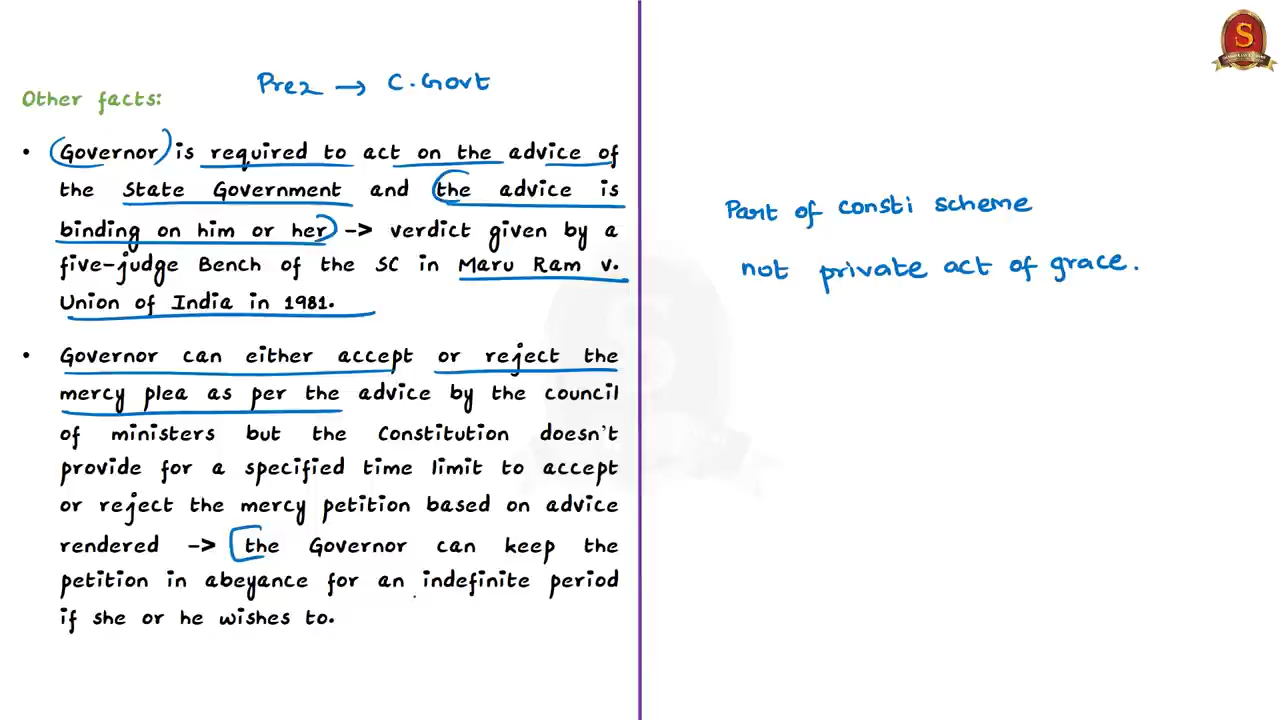 Prez → C. Govt
Other facts:
• (Governor) is required to act on the advice of
the State Government and (the advice is
binding on him or her) -> verdict given by a
five-judge Bench of the SC in Maru Ram v.
Union of India in 1981.
• Governor can either accept or reject the
mercy plea as per the advice by the council
of ministers but the Constitution doesn't
provide for a specified time limit to accept
or reject the mercy petition based on advice
rendered -> [the Governor can keep the
petition in abeyance for an indefinite period
if she or he wishes to.
Part of consti scheme
not private act of grace.
S